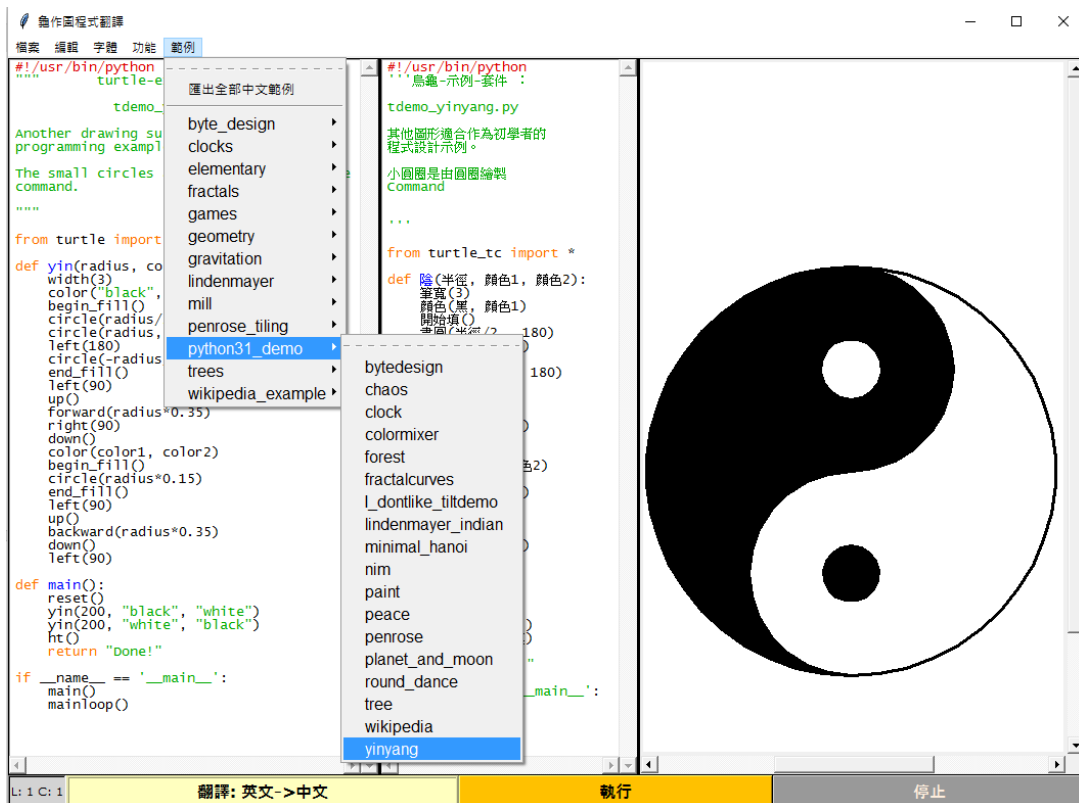 龜作圖程式翻譯
檔案 編輯 字體 功能 範例
#!/usr/bin/python
""" turtle-e
tdemo_
Another drawing su
programming exampl
The small circles
command.
"""
from turtle import
def yin(radius, co
width(3)
color("black",
begin_fill()
circle(radius/
circle(radius,
left(180)
circle(-radius
end_fill()
left(90)
up()
forward(radius*0.35)
right(90)
down()
color(color1, color2)
begin_fill()
circle(radius*0.15)
end_fill()
left(90)
up()
backward(radius*0.35)
down()
left(90)
def main():
reset()
yin(200, "black", "white")
yin(200, "white", "black")
ht()
return "Done!"
if __name__ == '__main__':
main()
mainloop()
匯出全部中文範例
byte_design
clocks
elementary
fractals
games
geometry
gravitation
lindenmayer
mill
penrose_tiling
python31_demo
trees
wikipedia_example
bytedesign
chaos
clock
colormixer
forest
fractalcurves
I_dontlike_tiltdemo
lindenmayer_indian
minimal_hanoi
nim
paint
peace
penrose
planet_and_moon
round_dance
tree
wikipedia
yinyang
#!/usr/bin/python
'''烏龜-示例-套件 :
tdemo_yinyang.py
其他圖形適合作為初學者的
程式設計示例。
小圓圈是由圓圈繪製
Command
'''
from turtle_tc import *
def 陰(半徑, 顏色1, 顏色2):
筆寬(3)
顏色(黑, 顏色1)
開始填()
畫圓(半徑/2., 180)
180)
色2)
"
_main__':
L: 1 C: 1
翻譯: 英文->中文
執行
停止